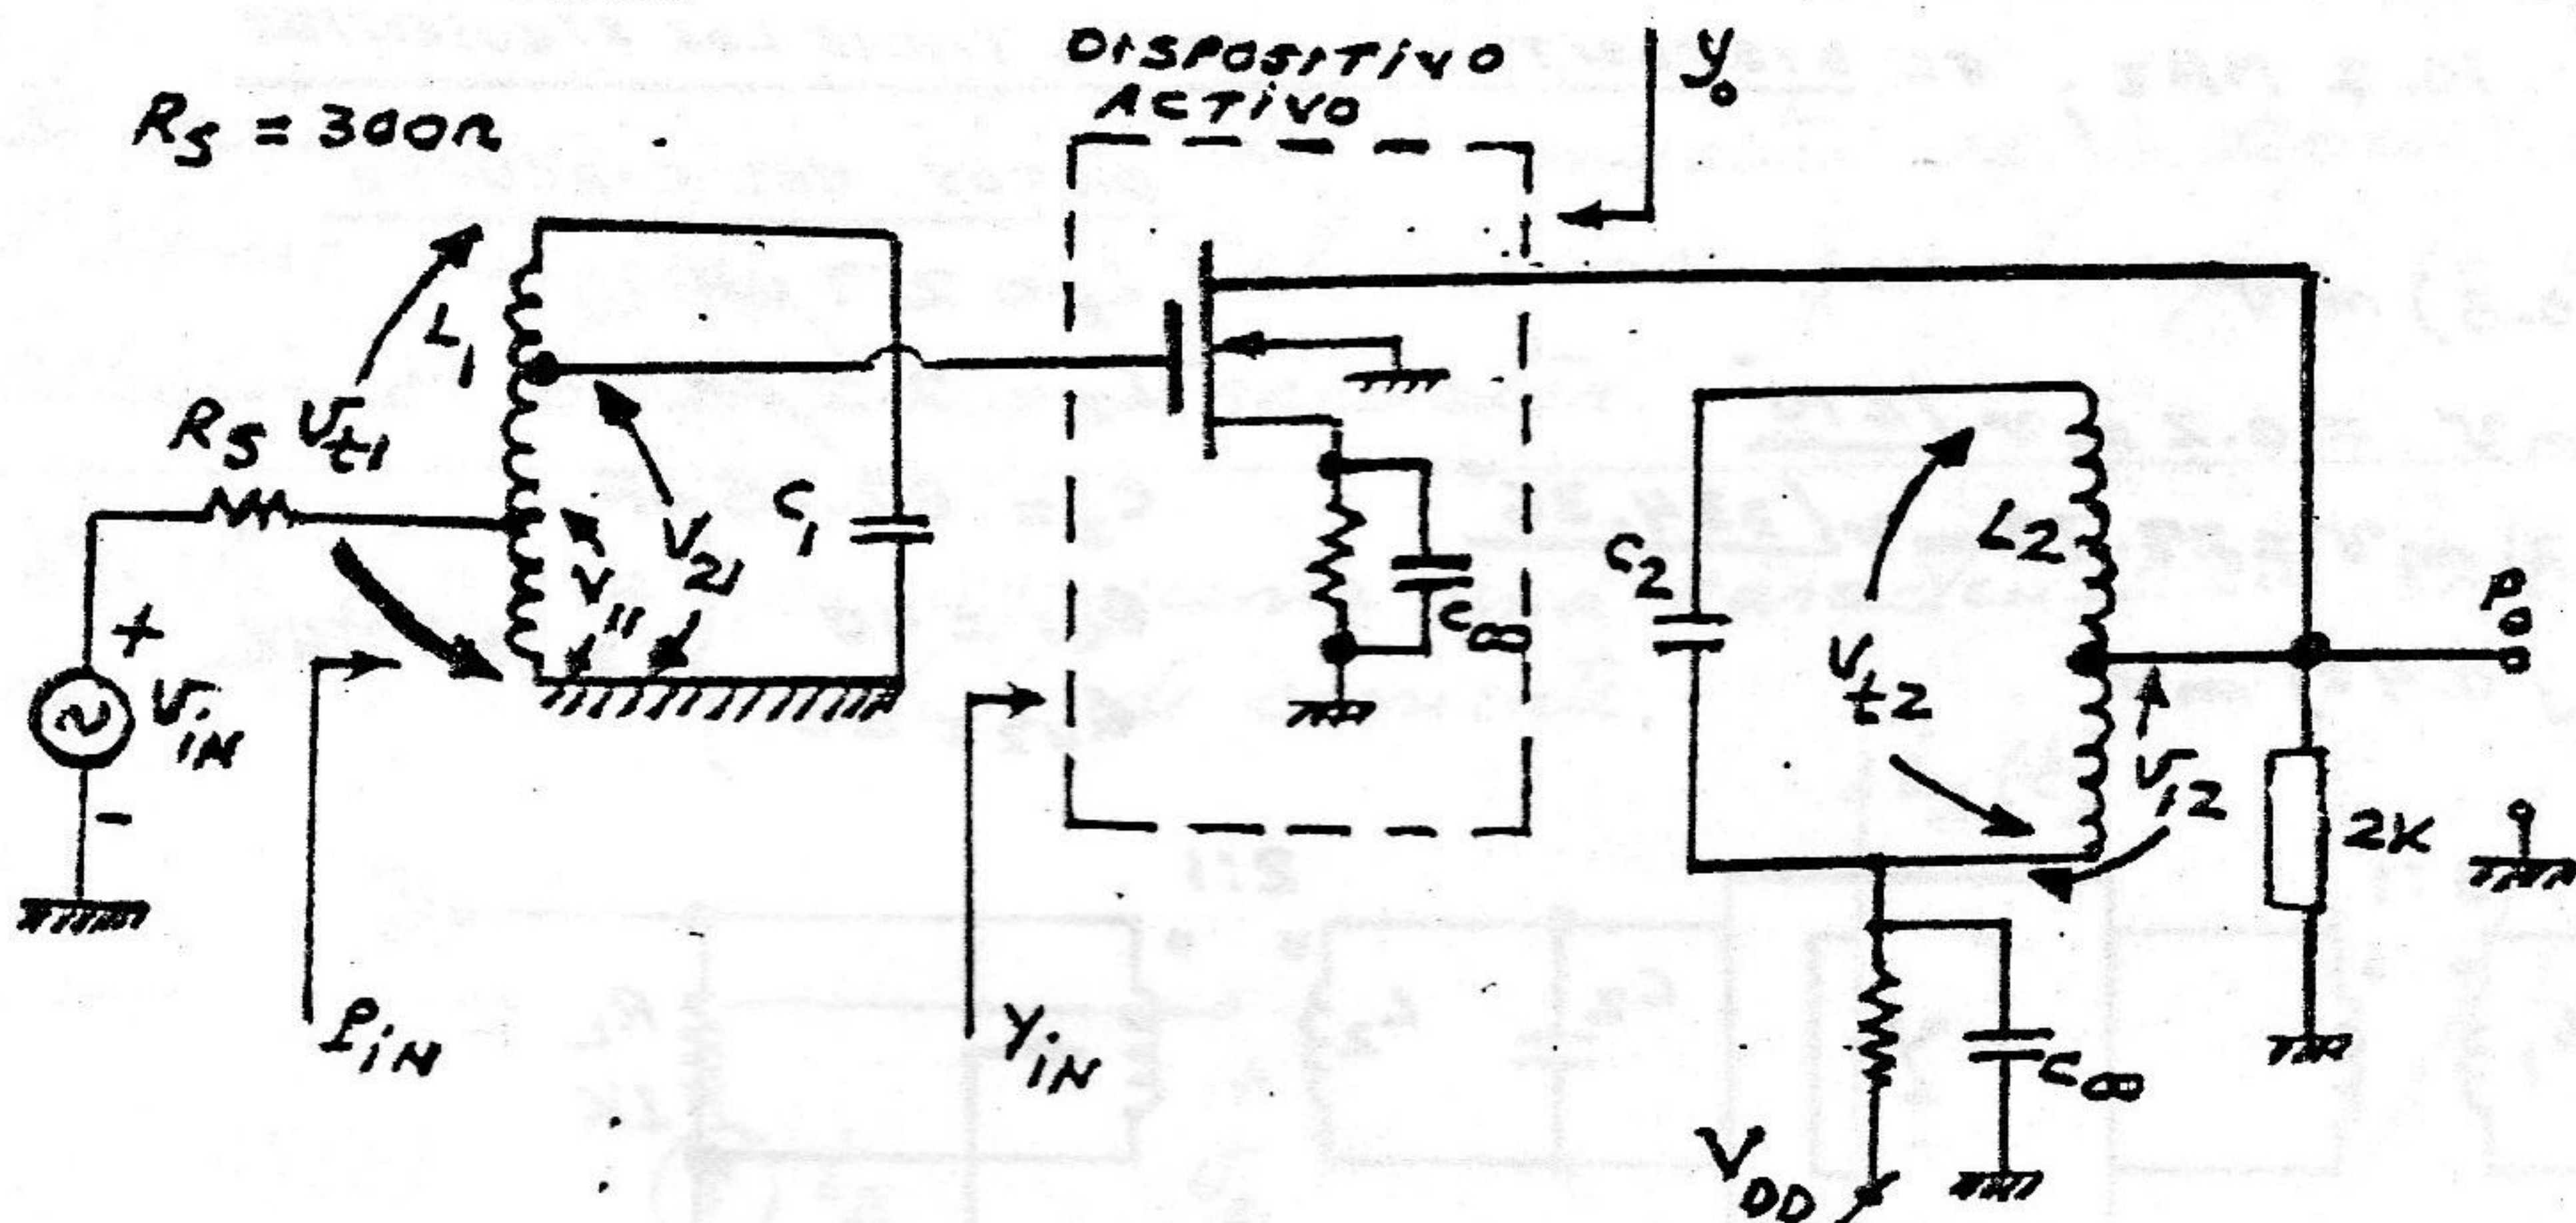 DISPOSITIVO
ACTIVO
Rs = 300Ω
y₀
L₁
Vt1
Rs
V₂₁
V₁₁
C₁
+
Vin
-
C∞
C₂
L2
Vt2
V12
P₀
2K
Pin
Yin
C∞
VDD